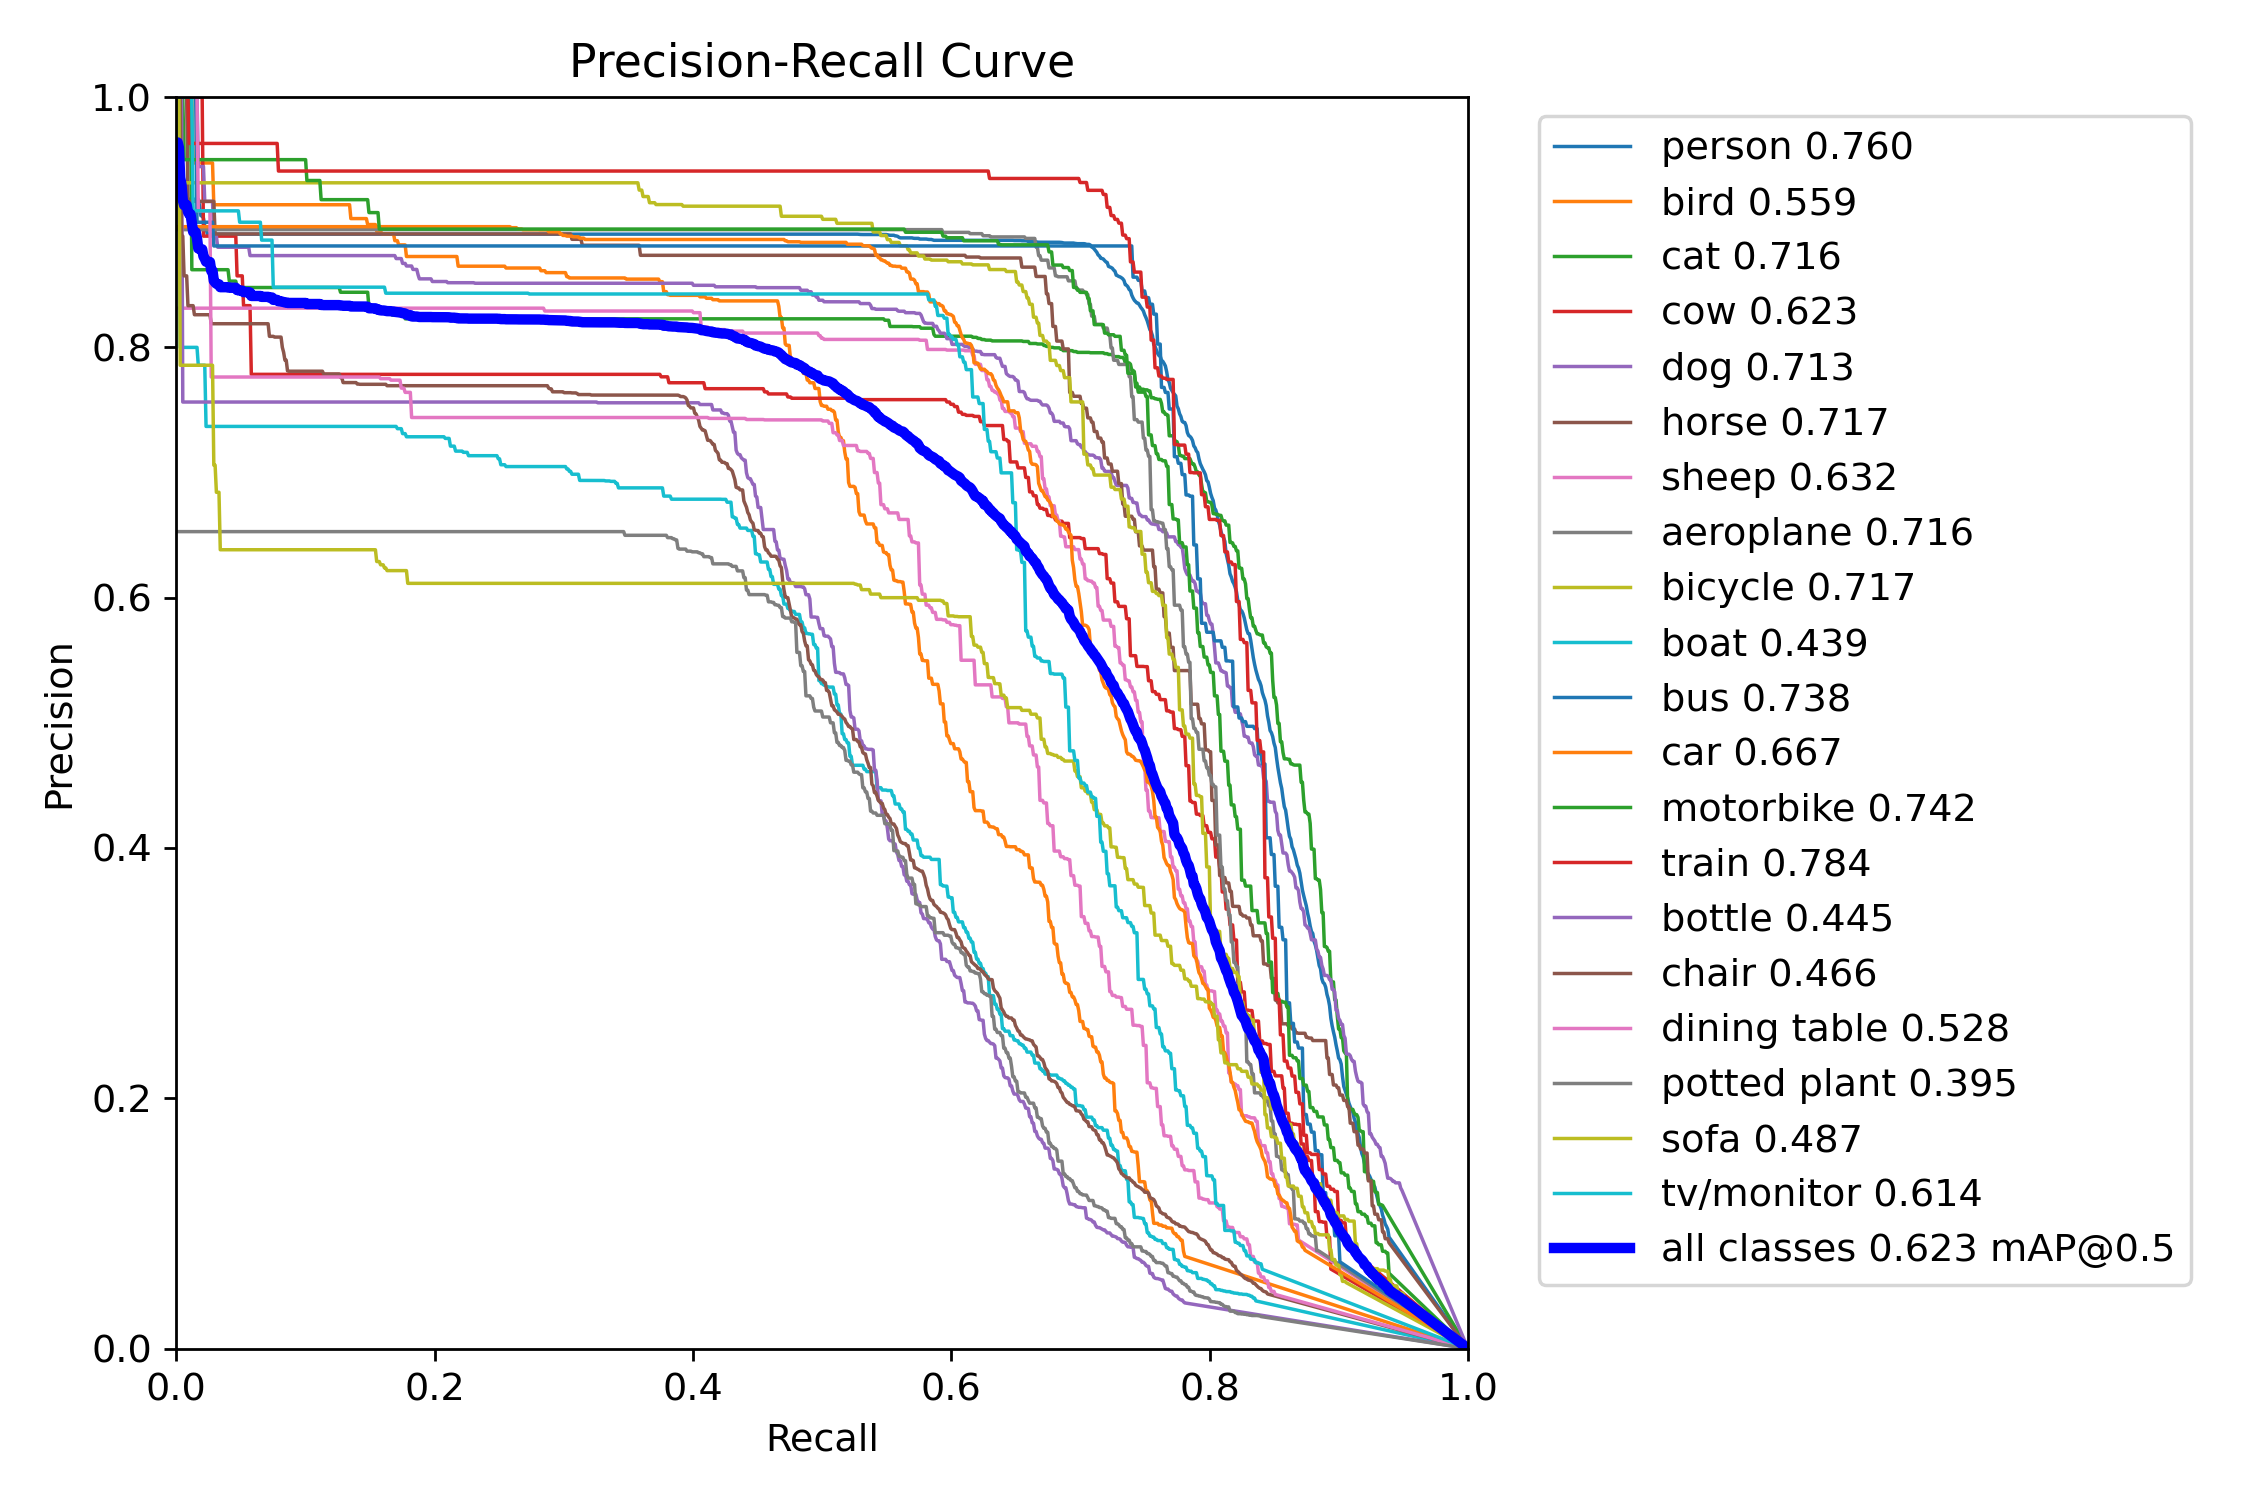 Precision-Recall Curve
1.0
0.8
0.6
0.4
0.2
0.0
Precision
0.0 0.2 0.4 0.6 0.8 1.0
Recall
person 0.760
bird 0.559
cat 0.716
cow 0.623
dog 0.713
horse 0.717
sheep 0.632
aeroplane 0.716
bicycle 0.717
boat 0.439
bus 0.738
car 0.667
motorbike 0.742
train 0.784
bottle 0.445
chair 0.466
dining table 0.528
potted plant 0.395
sofa 0.487
tv/monitor 0.614
all classes 0.623 mAP@0.5